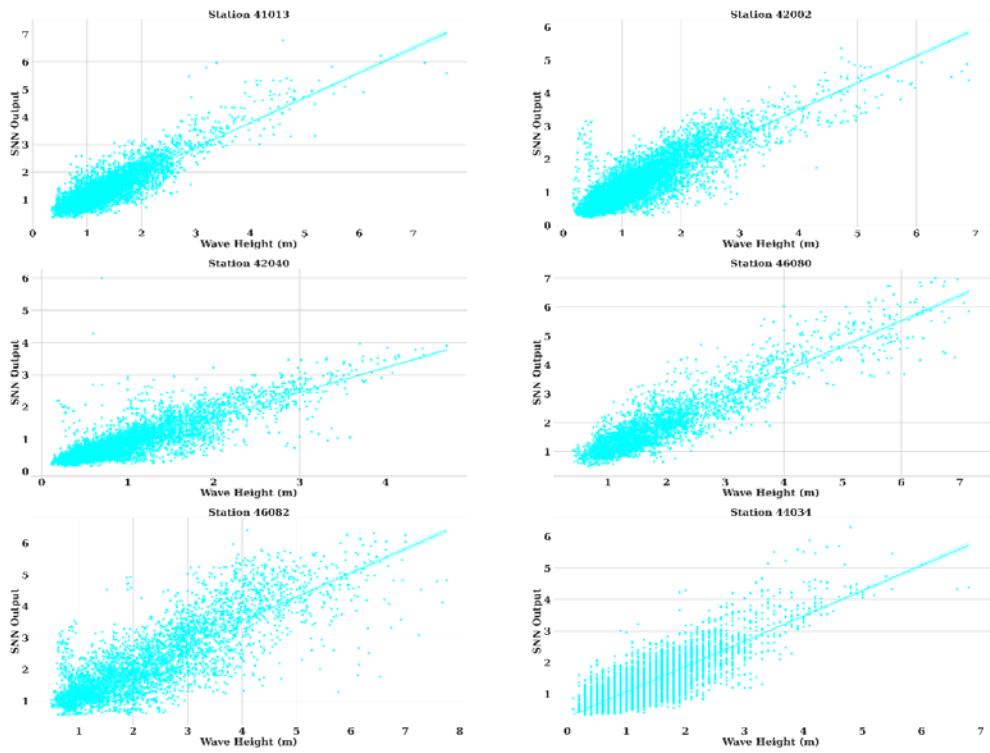 Station 41013
SNN Output
7
6
5
4
3
2
1
0 1 2 3 4 5 6 7
Wave Height (m)
Station 42002
SNN Output
6
5
4
3
2
1
0
0 1 2 3 4 5 6 7
Wave Height (m)
Station 42040
SNN Output
6
5
4
3
2
1
0
0 1 2 3 4
Wave Height (m)
Station 46080
SNN Output
7
6
5
4
3
2
1
0 1 2 3 4 5 6 7
Wave Height (m)
Station 46082
SNN Output
6
5
4
3
2
1
1 2 3 4 5 6 7 8
Wave Height (m)
Station 44034
SNN Output
6
5
4
3
2
1
0 1 2 3 4 5 6 7
Wave Height (m)